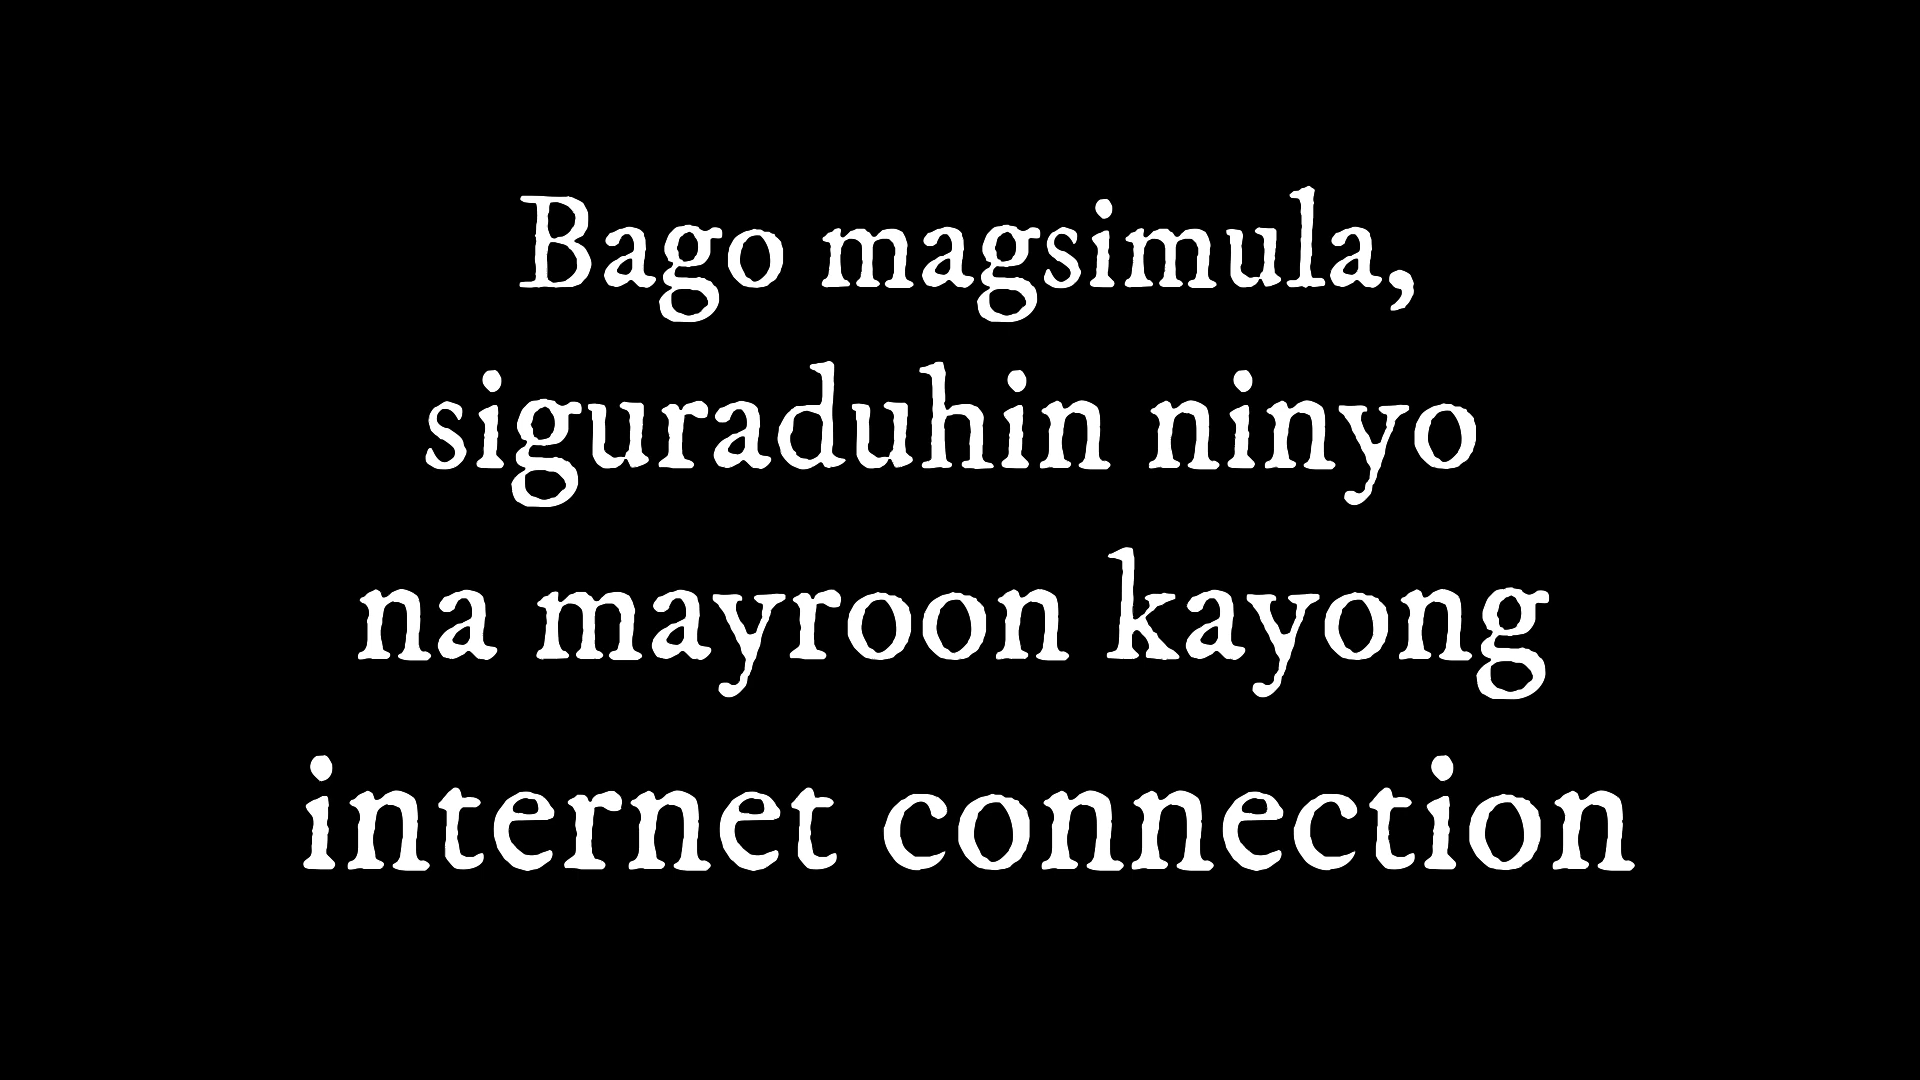 Bago magsimula,
siguraduhin ninyo
na mayroon kayong
internet connection